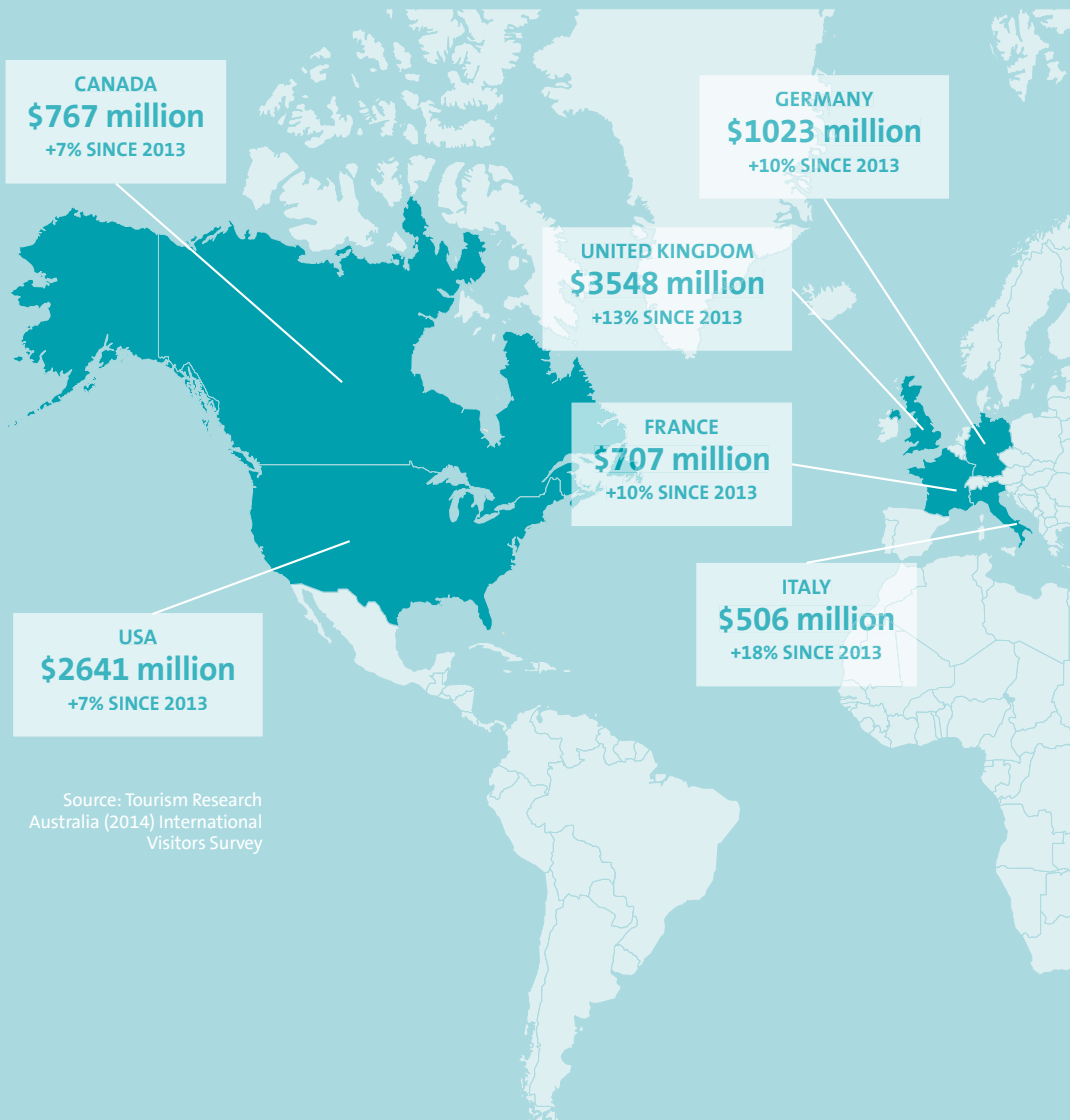 CANADA
$767 million
+7% SINCE 2013
GERMANY
$1023 million
+10% SINCE 2013
UNITED KINGDOM
$3548 million
+13% SINCE 2013
FRANCE
$707 million
+10% SINCE 2013
ITALY
$506 million
+18% SINCE 2013
USA
$2641 million
+7% SINCE 2013
Source: Tourism Research
Australia (2014) International
Visitors Survey